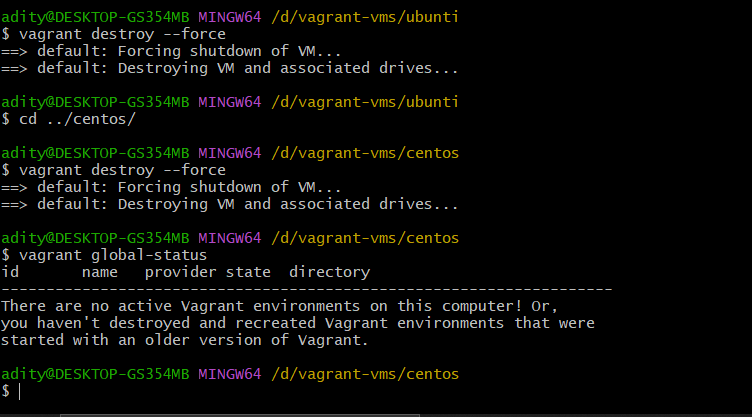 adity@DESKTOP-GS354MB MINGW64 /d/vagrant-vms/ubunti
$ vagrant destroy --force
==> default: Forcing shutdown of VM...
==> default: Destroying VM and associated drives...
adity@DESKTOP-GS354MB MINGW64 /d/vagrant-vms/ubunti
$ cd ../centos/
adity@DESKTOP-GS354MB MINGW64 /d/vagrant-vms/centos
$ vagrant destroy --force
==> default: Forcing shutdown of VM...
==> default: Destroying VM and associated drives...
adity@DESKTOP-GS354MB MINGW64 /d/vagrant-vms/centos
$ vagrant global-status
id       name   provider state  directory
--------------------------------------------------------------------
There are no active Vagrant environments on this computer! Or,
you haven't destroyed and recreated Vagrant environments that were
started with an older version of Vagrant.
adity@DESKTOP-GS354MB MINGW64 /d/vagrant-vms/centos
$